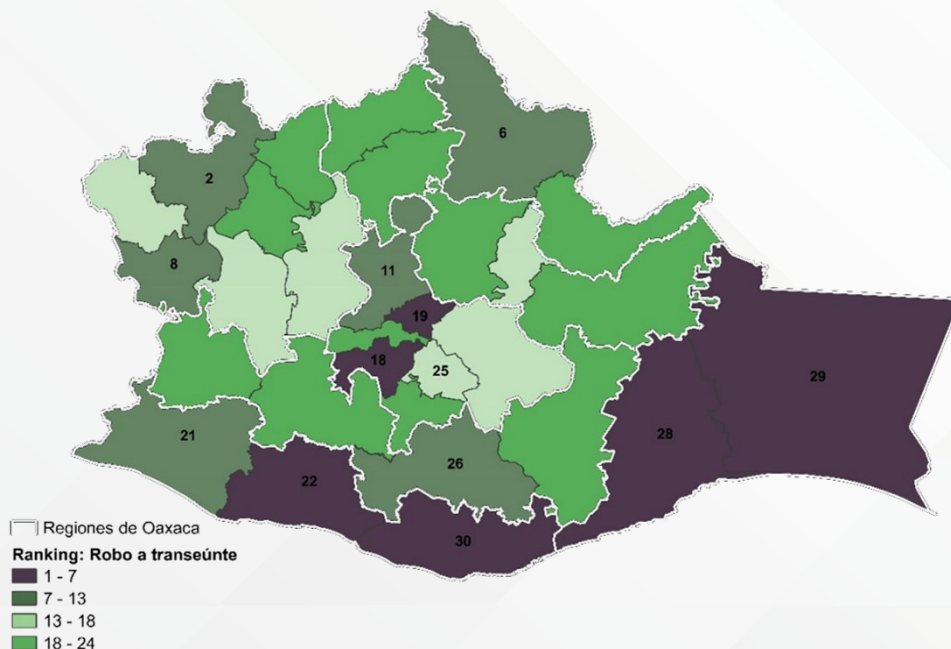 6
2
8
11
19
18
25
29
21
28
26
22
30
Regiones de Oaxaca
Ranking: Robo a transeúnte
1 - 7
7 - 13
13 - 18
18 - 24